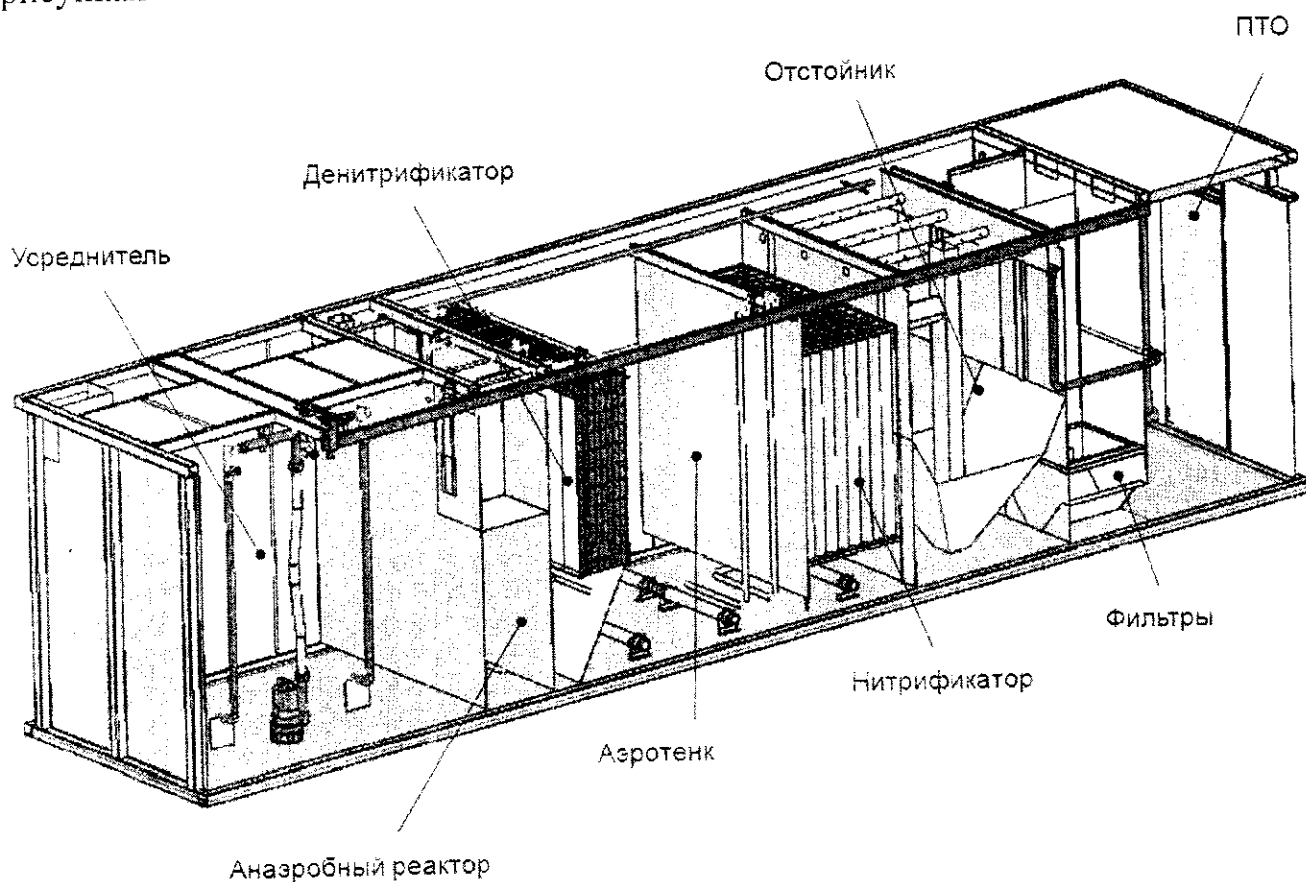 ПТО
Отстойник
Денитрификатор
Усреднитель
Фильтры
Нитрификатор
Аэротенк
Анаэробный реактор